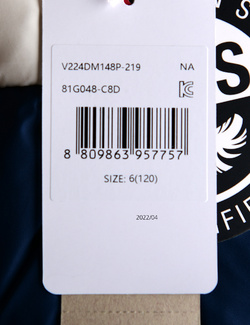 V224DM148P-219 NA
81G048-C8D
8 809863 957757
SIZE: 6(120)
2022/04